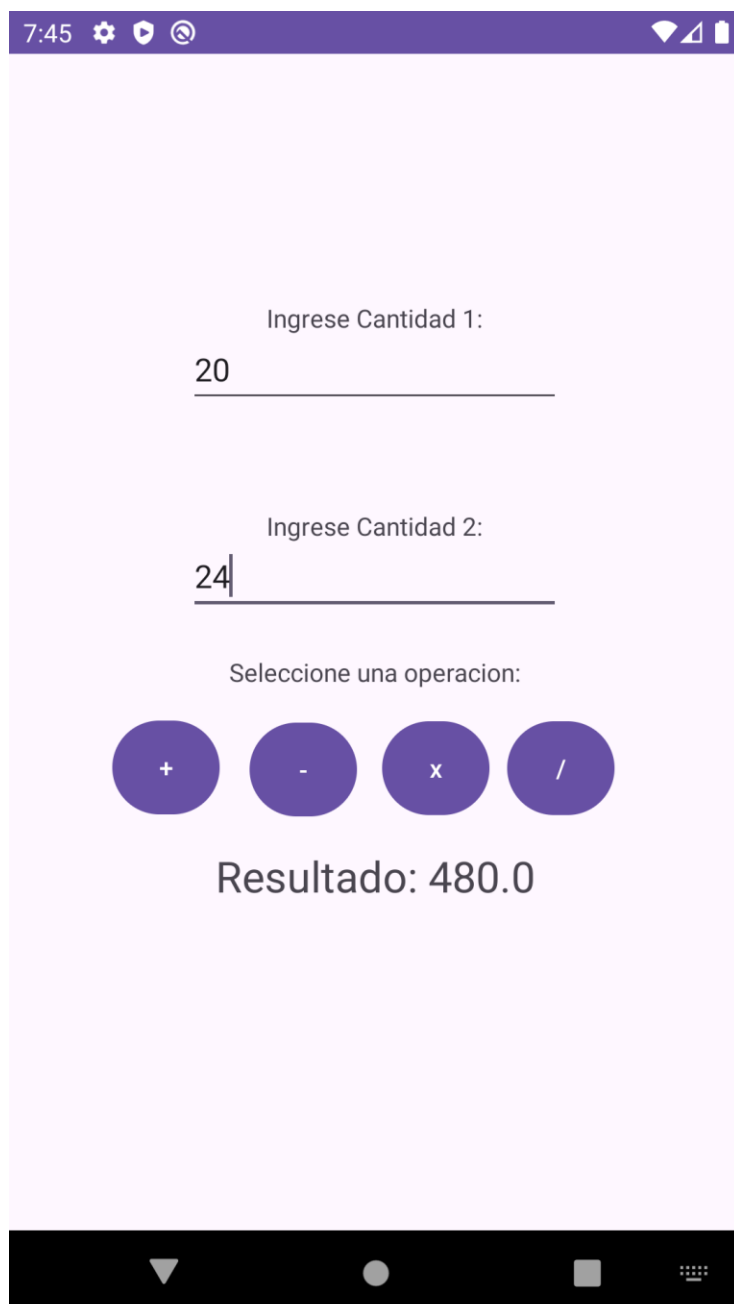 7:45
Ingrese Cantidad 1:
20
Ingrese Cantidad 2:
24
Seleccione una operacion:
+ - x /
Resultado: 480.0